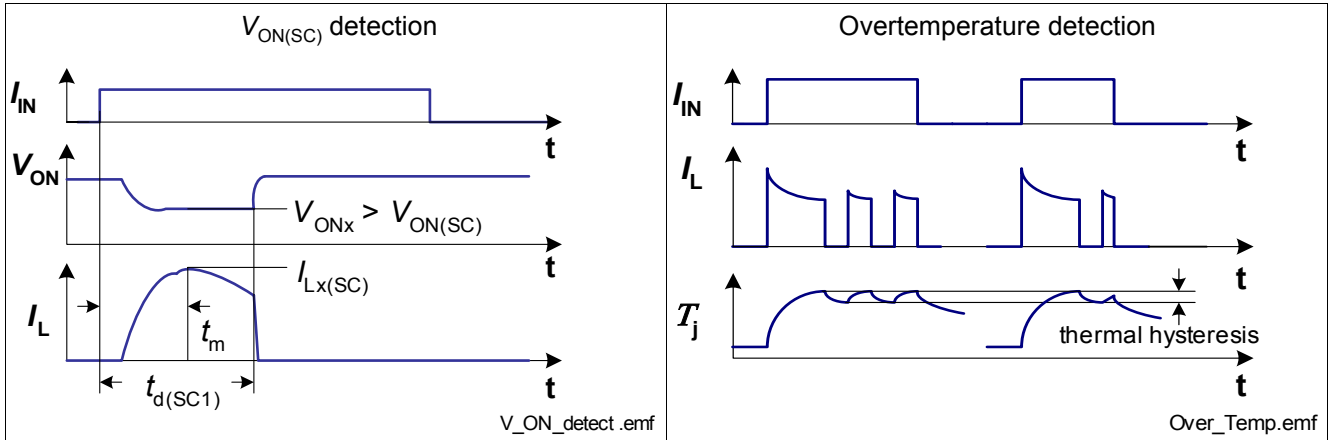 V_ON(SC) detection
I_IN
t
V_ON
V_ONx > V_ON(SC)
t
I_Lx(SC)
I_L
t_m
t
t_d(SC1)
V_ON_detect .emf
Overtemperature detection
I_IN
t
I_L
t
T_j
thermal hysteresis
t
Over_Temp.emf